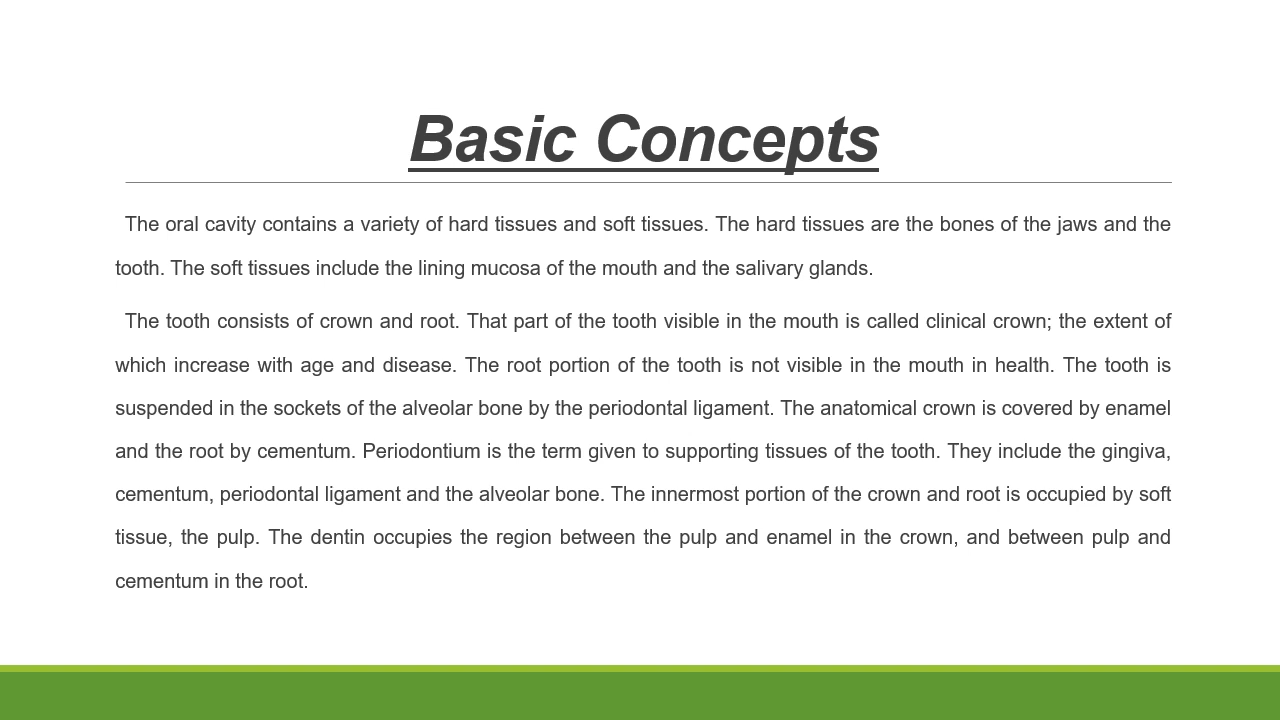 Basic Concepts
The oral cavity contains a variety of hard tissues and soft tissues. The hard tissues are the bones of the jaws and the
tooth. The soft tissues include the lining mucosa of the mouth and the salivary glands.
The tooth consists of crown and root. That part of the tooth visible in the mouth is called clinical crown; the extent of
which increase with age and disease. The root portion of the tooth is not visible in the mouth in health. The tooth is
suspended in the sockets of the alveolar bone by the periodontal ligament. The anatomical crown is covered by enamel
and the root by cementum. Periodontium is the term given to supporting tissues of the tooth. They include the gingiva,
cementum, periodontal ligament and the alveolar bone. The innermost portion of the crown and root is occupied by soft
tissue, the pulp. The dentin occupies the region between the pulp and enamel in the crown, and between pulp and
cementum in the root.